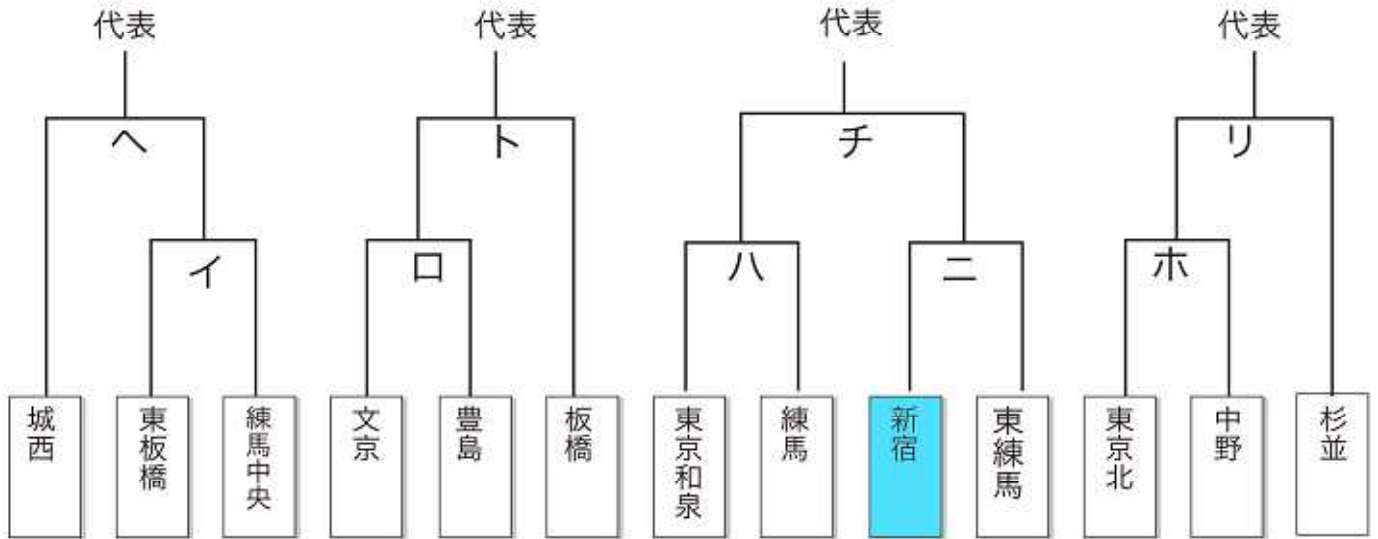 代表 代表 代表 代表
ヘ ト チ リ
イ ロ ハ ニ ホ
城西
東板橋
練馬中央
文京
豊島
板橋
東京和泉
練馬
新宿
東練馬
東京北
中野
杉並